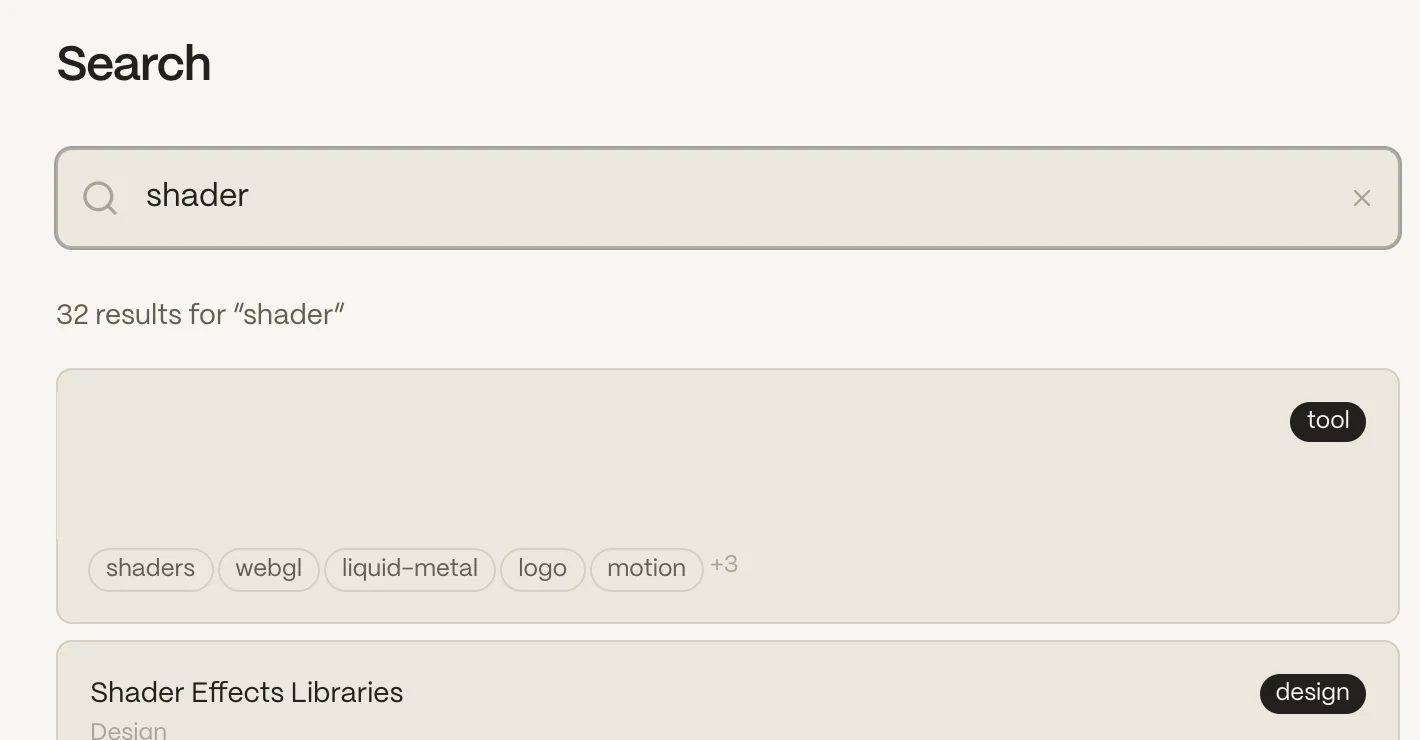 Search
shader
32 results for “shader”
tool
shaders webgl liquid-metal logo motion +3
Shader Effects Libraries design
Design